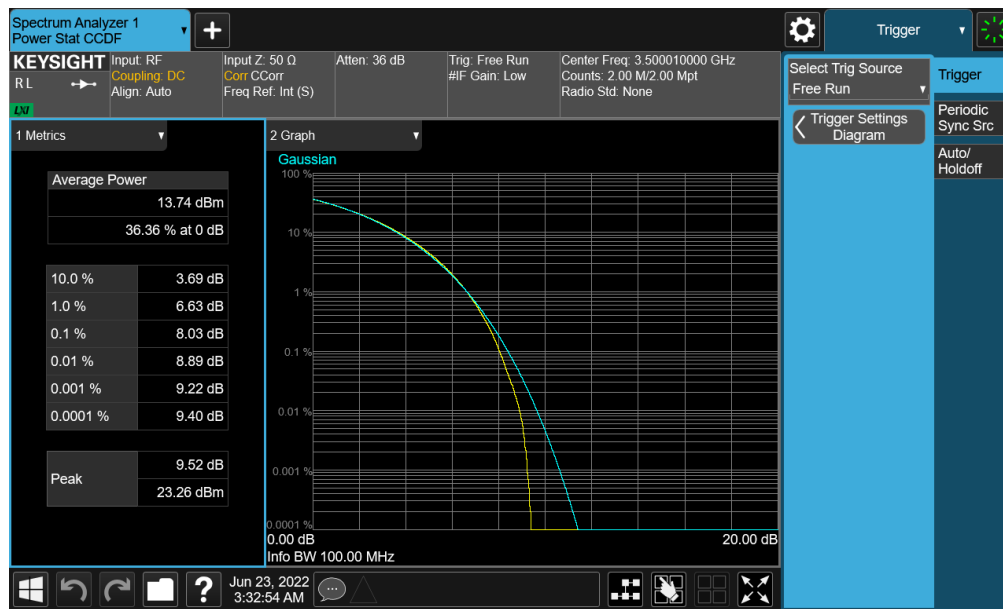 Spectrum Analyzer 1
Power Stat CCDF
Trigger
KEYSIGHT
R L
LXI
Input: RF
Coupling: DC
Align: Auto
Input Z: 50 Ω
Corr CCorr
Freq Ref: Int (S)
Atten: 36 dB
Trig: Free Run
#IF Gain: Low
Center Freq: 3.500010000 GHz
Counts: 2.00 M/2.00 Mpt
Radio Std: None
Select Trig Source
Free Run
Trigger Settings
Diagram
Trigger
Periodic
Sync Src
Auto/
Holdoff
1 Metrics
Average Power
13.74 dBm
36.36 % at 0 dB
10.0 % 3.69 dB
1.0 % 6.63 dB
0.1 % 8.03 dB
0.01 % 8.89 dB
0.001 % 9.22 dB
0.0001 % 9.40 dB
Peak
9.52 dB
23.26 dBm
2 Graph
Gaussian
100 %
10 %
1 %
0.1 %
0.01 %
0.001 %
0.0001 %
0.00 dB 20.00 dB
Info BW 100.00 MHz
?
Jun 23, 2022
3:32:54 AM